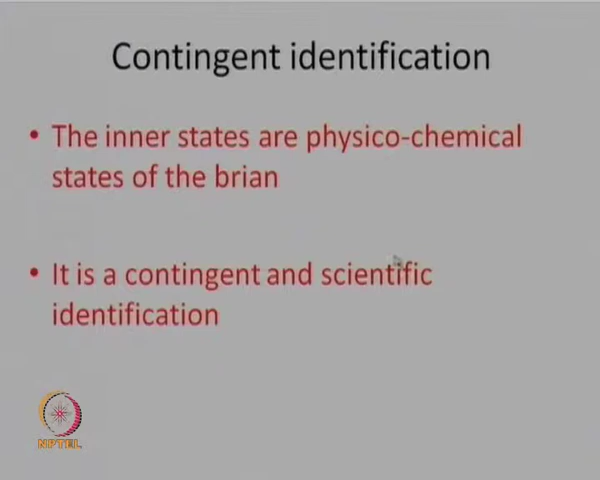 Contingent identification
• The inner states are physico-chemical
states of the brian
• It is a contingent and scientific
identification
NPTEL